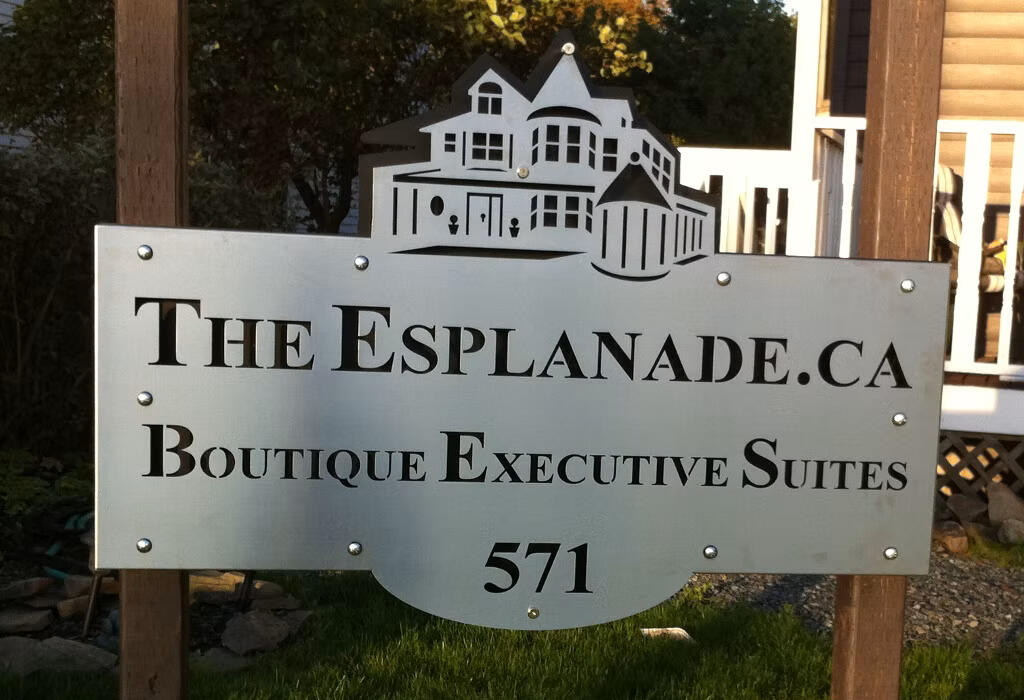 THE ESPLANADE.CA
BOUTIQUE EXECUTIVE SUITES
571